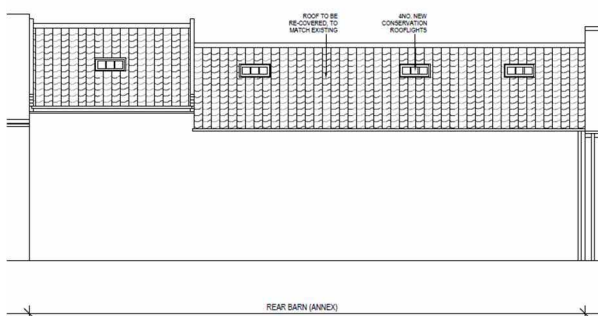 ROOF TO BE
RE-COVERED, TO
MATCH EXISTING
4NO. NEW
CONSERVATION
ROOFLIGHTS
REAR BARN (ANNEX)